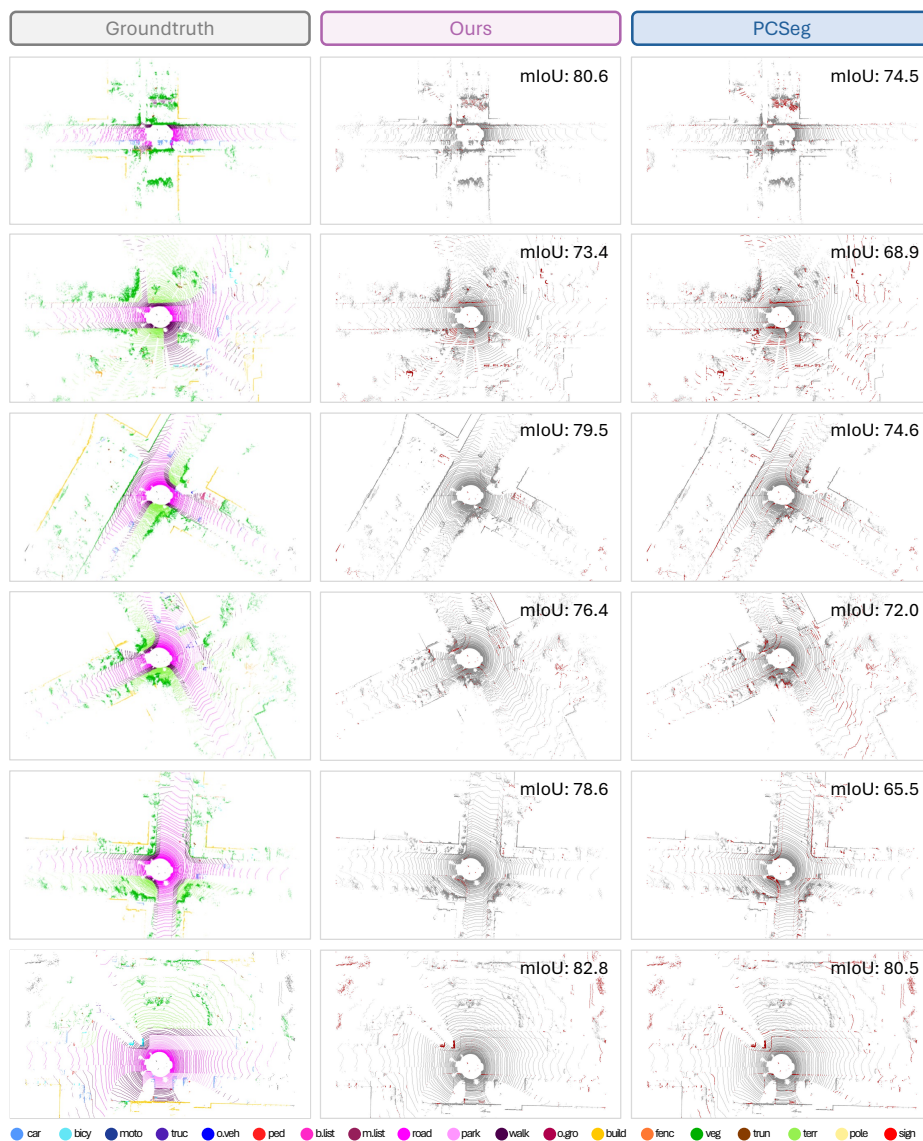 Groundtruth Ours PCSeg
mIoU: 80.6 mIoU: 74.5
mIoU: 73.4 mIoU: 68.9
mIoU: 79.5 mIoU: 74.6
mIoU: 76.4 mIoU: 72.0
mIoU: 78.6 mIoU: 65.5
mIoU: 82.8 mIoU: 80.5
car bicy moto truc o.veh ped b.list m.list road park walk o.gro build fenc veg trun terr pole sign